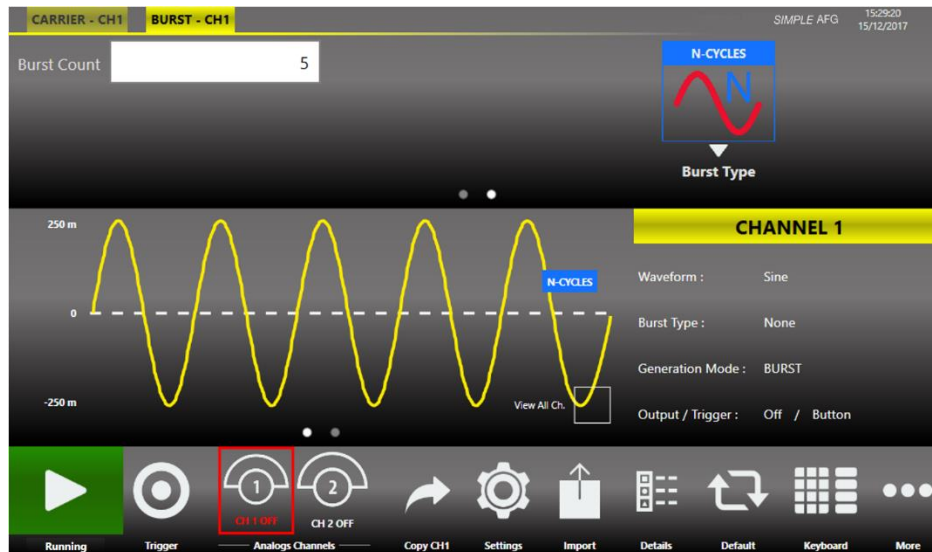 CARRIER - CH1 BURST - CH1 SIMPLE AFG 15:29:20
15/12/2017
Burst Count 5
N-CYCLES
N
Burst Type
250 m
0
-250 m
N-CYCLES
View All Ch.
CHANNEL 1
Waveform : Sine
Burst Type : None
Generation Mode : BURST
Output / Trigger : Off / Button
1 2
CH 1 OFF CH 2 OFF
Running Trigger Analogs Channels Copy CH1 Settings Import Details Default Keyboard More